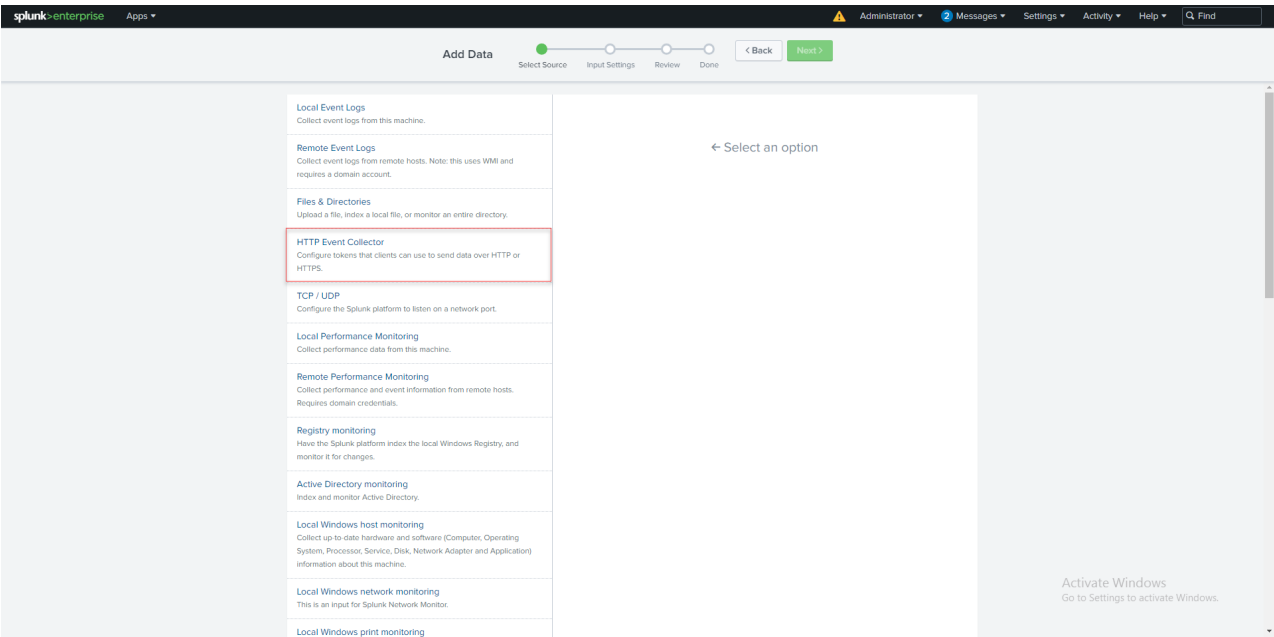 splunk>enterprise Apps Administrator 2 Messages Settings Activity Help Find
Add Data Select Source Input Settings Review Done < Back Next >
Local Event Logs
Collect event logs from this machine.
Remote Event Logs
Collect event logs from remote hosts. Note: this uses WMI and
requires a domain account.
Files & Directories
Upload a file, index a local file, or monitor an entire directory.
HTTP Event Collector
Configure tokens that clients can use to send data over HTTP or
HTTPS.
TCP / UDP
Configure the Splunk platform to listen on a network port.
Local Performance Monitoring
Collect performance data from this machine.
Remote Performance Monitoring
Collect performance and event information from remote hosts.
Requires domain credentials.
Registry monitoring
Have the Splunk platform index the local Windows Registry, and
monitor it for changes.
Active Directory monitoring
Index and monitor Active Directory.
Local Windows host monitoring
Collect up-to-date hardware and software (Computer, Operating
System, Processor, Service, Disk, Network Adapter and Application)
information about this machine.
Local Windows network monitoring
This is an input for Splunk Network Monitor.
Local Windows print monitoring
← Select an option
Activate Windows
Go to Settings to activate Windows.